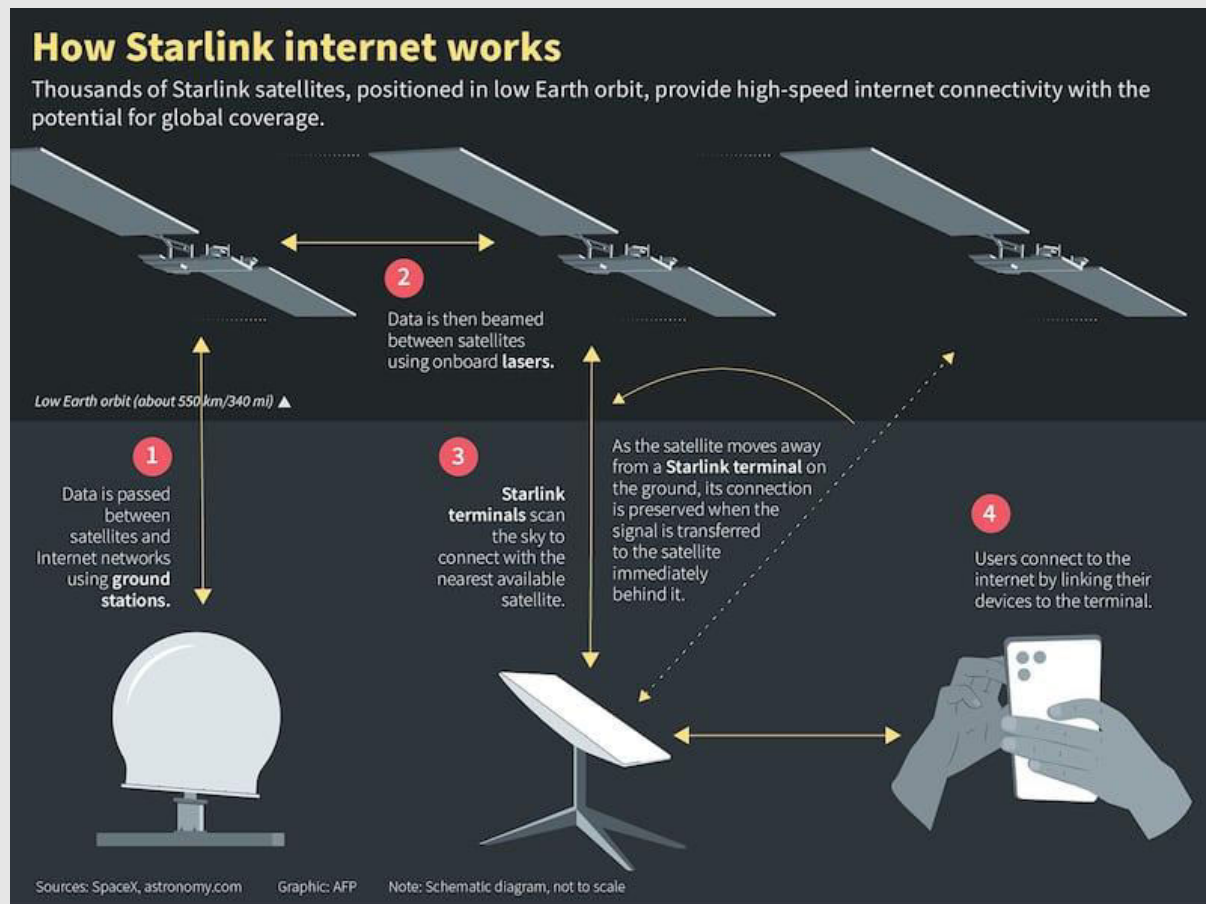 How Starlink internet works
Thousands of Starlink satellites, positioned in low Earth orbit, provide high-speed internet connectivity with the
potential for global coverage.
2
Data is then beamed
between satellites
using onboard lasers.
Low Earth orbit (about 550 km/340 mi) ▲
1
Data is passed
between
satellites and
Internet networks
using ground
stations.
3
Starlink
terminals scan
the sky to
connect with the
nearest available
satellite.
As the satellite moves away
from a Starlink terminal on
the ground, its connection
is preserved when the
signal is transferred
to the satellite
immediately
behind it.
4
Users connect to the
internet by linking their
devices to the terminal.
Sources: SpaceX, astronomy.com Graphic: AFP Note: Schematic diagram, not to scale